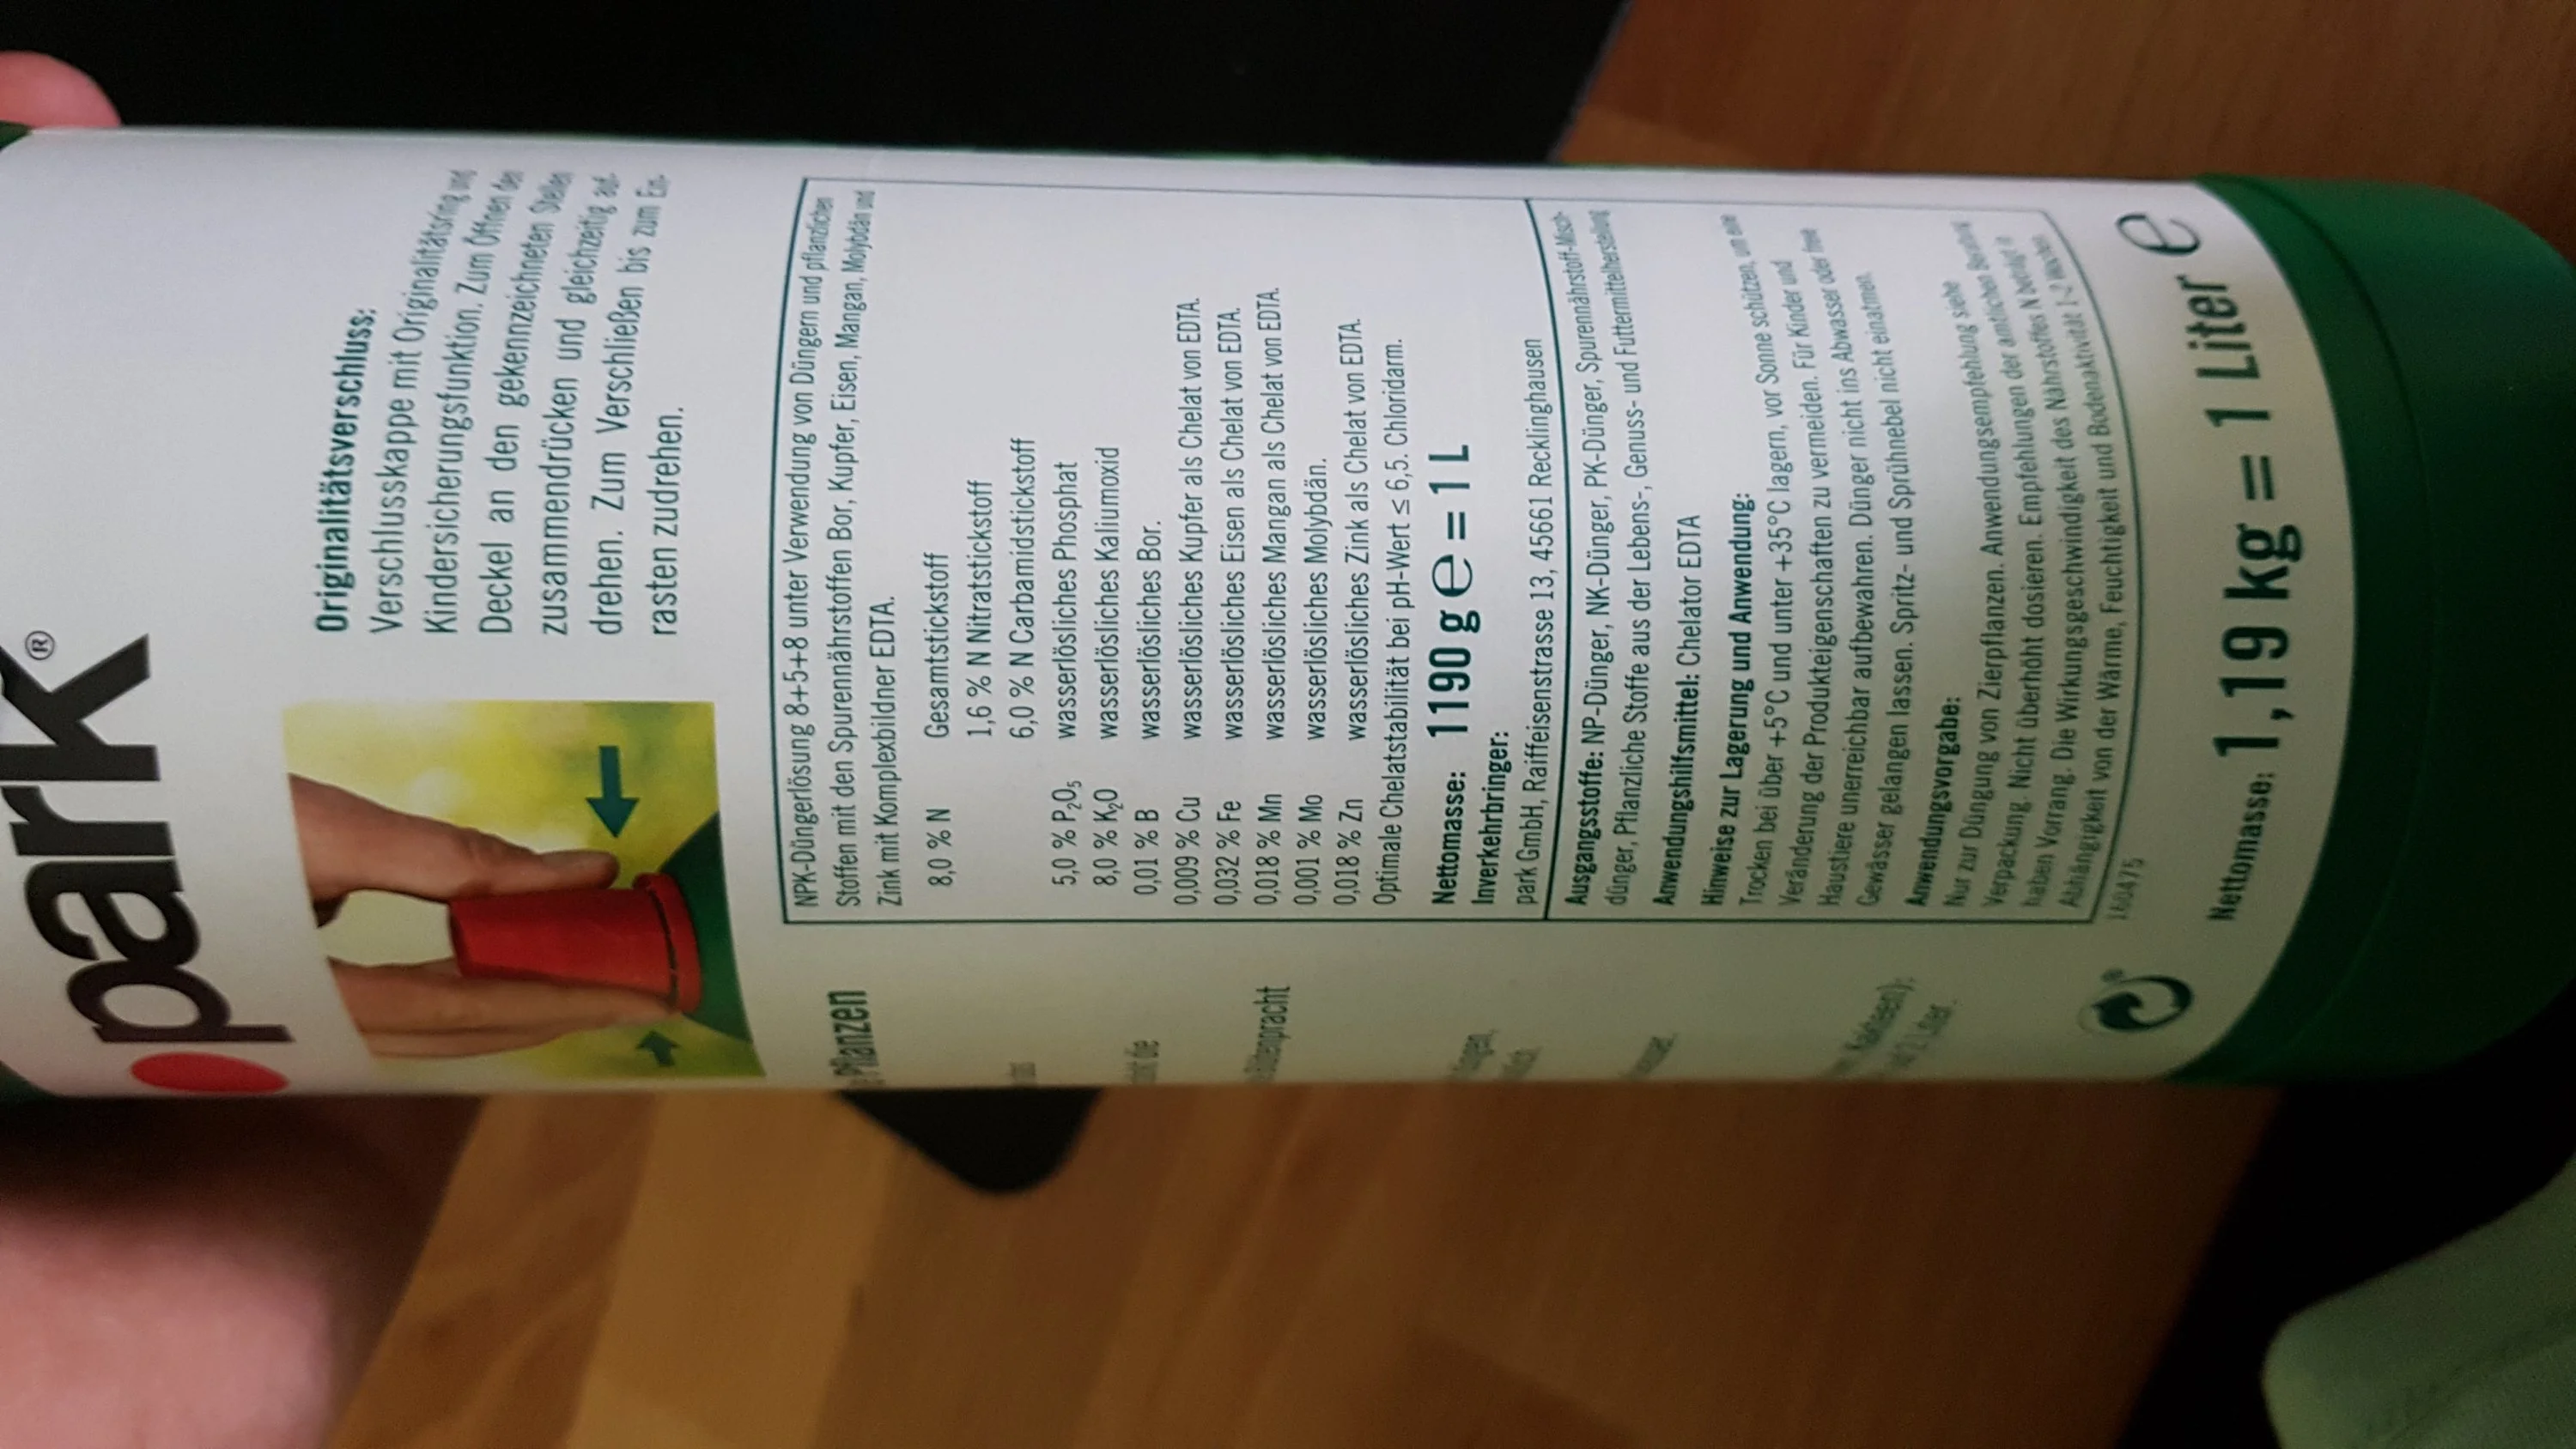 park®
Originalitätsverschluss:
Verschlusskappe mit Originalitätsring und
Kindersicherungsfunktion. Zum Öffnen den
Deckel an den gekennzeichneten Stellen
zusammendrücken und gleichzeitig auf-
drehen. Zum Verschließen bis zum Ein-
rasten zudrehen.
NPK-Düngerlösung 8+5+8 unter Verwendung von Düngern und pflanzlichen
Stoffen mit den Spurennährstoffen Bor, Kupfer, Eisen, Mangan, Molybdän und
Zink mit Komplexbildner EDTA.
8,0 % N Gesamtstickstoff
1,6 % N Nitratstickstoff
6,0 % N Carbamidstickstoff
5,0 % P₂O₅ wasserlösliches Phosphat
8,0 % K₂O wasserlösliches Kaliumoxid
0,01 % B wasserlösliches Bor.
0,009 % Cu wasserlösliches Kupfer als Chelat von EDTA.
0,032 % Fe wasserlösliches Eisen als Chelat von EDTA.
0,018 % Mn wasserlösliches Mangan als Chelat von EDTA.
0,001 % Mo wasserlösliches Molybdän.
0,018 % Zn wasserlösliches Zink als Chelat von EDTA.
Optimale Chelatstabilität bei pH-Wert ≤ 6,5. Chloridarm.
Nettomasse: 1190 g ℮ = 1 L
Inverkehrbringer:
park GmbH, Raiffeisenstrasse 13, 45661 Recklinghausen
Ausgangsstoffe: NP-Dünger, NK-Dünger, PK-Dünger, Spurennährstoff-Misch-
dünger, Pflanzliche Stoffe aus der Lebens-, Genuss- und Futtermittelherstellung
Anwendungshilfsmittel: Chelator EDTA
Hinweise zur Lagerung und Anwendung:
Trocken bei über +5°C und unter +35°C lagern, vor Sonne schützen, um eine
Veränderung der Produkteigenschaften zu vermeiden. Für Kinder und
Haustiere unerreichbar aufbewahren. Dünger nicht ins Abwasser oder freie
Gewässer gelangen lassen. Spritz- und Sprühnebel nicht einatmen.
Anwendungsvorgabe:
Nur zur Düngung von Zierpflanzen. Anwendungsempfehlung siehe
Verpackung. Nicht überhöht dosieren. Empfehlungen der amtlichen Beratung
haben Vorrang. Die Wirkungsgeschwindigkeit des Nährstoffes N beträgt in
Abhängigkeit von der Wärme, Feuchtigkeit und Bodenaktivität 1-2 Wochen.
160475
Nettomasse: 1,19 kg = 1 Liter ℮
Pflanzen
Blütenpracht